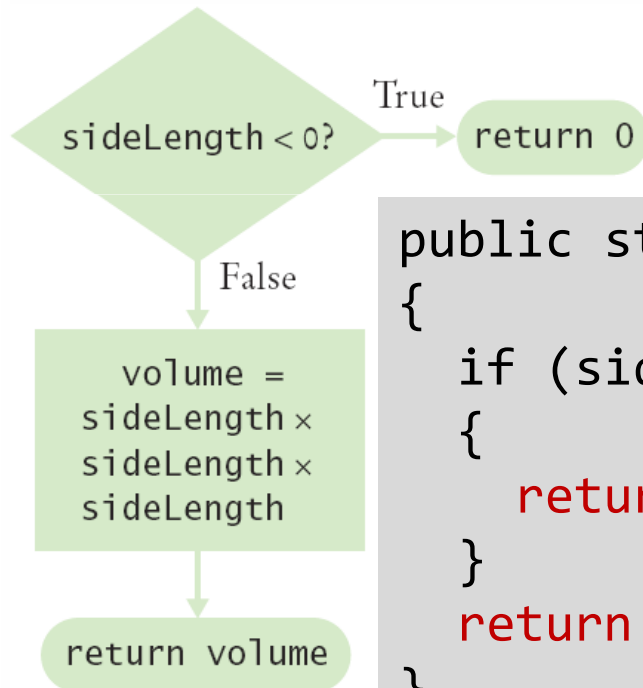 sideLength < 0?
True
return 0
False
volume =
sideLength ×
sideLength ×
sideLength
return volume
public st
{
if (sid
{
retur
}
return
}